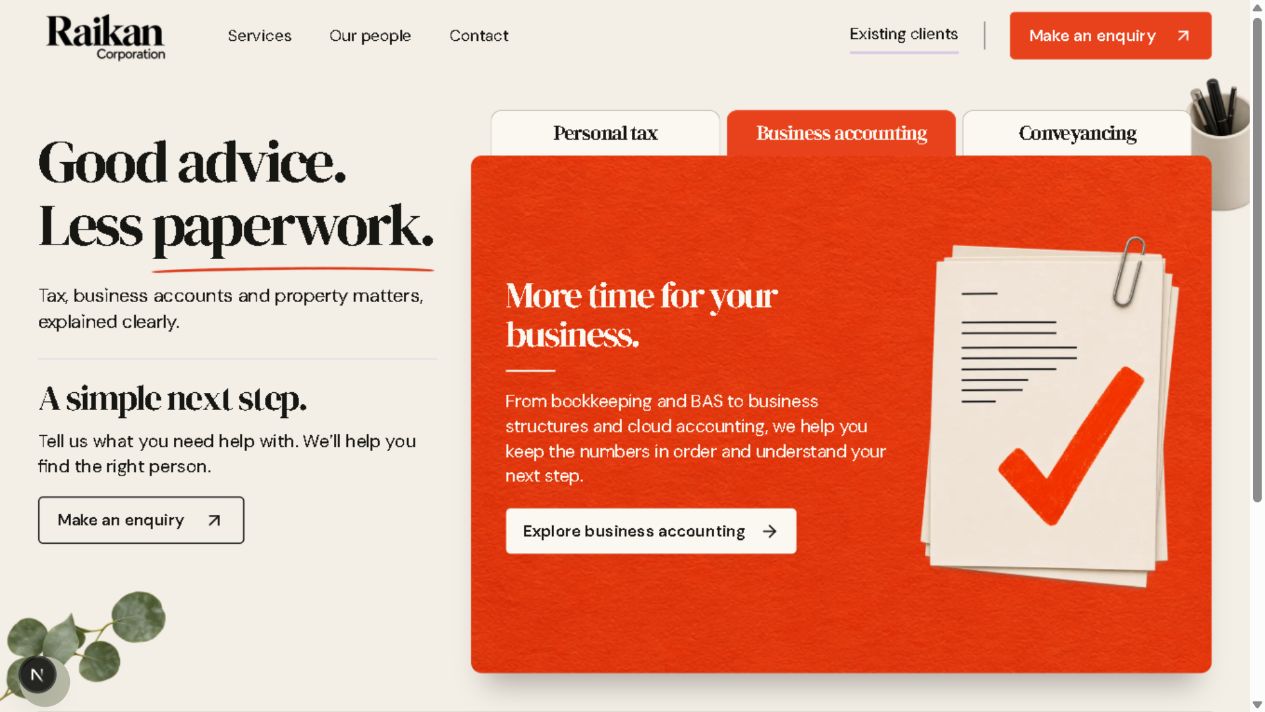 Raikan
Corporation
Services
Our people
Contact
Existing clients
Make an enquiry
Good advice.
Less paperwork.
Tax, business accounts and property matters,
explained clearly.
A simple next step.
Tell us what you need help with. We’ll help you
find the right person.
Make an enquiry
Personal tax
Business accounting
Conveyancing
More time for your
business.
From bookkeeping and BAS to business
structures and cloud accounting, we help you
keep the numbers in order and understand your
next step.
Explore business accounting
N